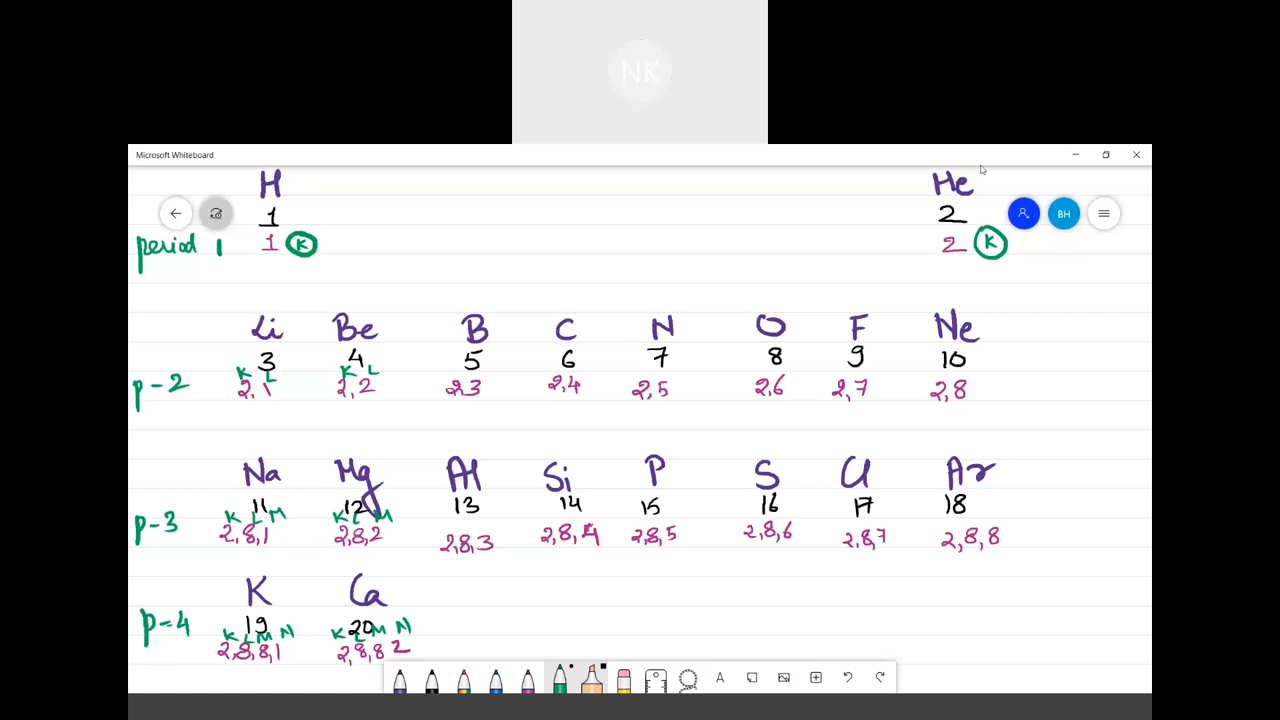 NK
Microsoft Whiteboard
H He
1 2
BH
period 1 1 K 2 K
Li Be B C N O F Ne
3 4 5 6 7 8 9 10
K L K L
p-2 2,1 2,2 2,3 2,4 2,5 2,6 2,7 2,8
Na Mg Al Si P S Cl Ar
11 12 13 14 15 16 17 18
K L M K L M
p-3 2,8,1 2,8,2 2,8,3 2,8,4 2,8,5 2,8,6 2,8,7 2,8,8
K Ca
p=4 19 20
K L M N K L M N
2,8,8,1 2,8,8 2
A